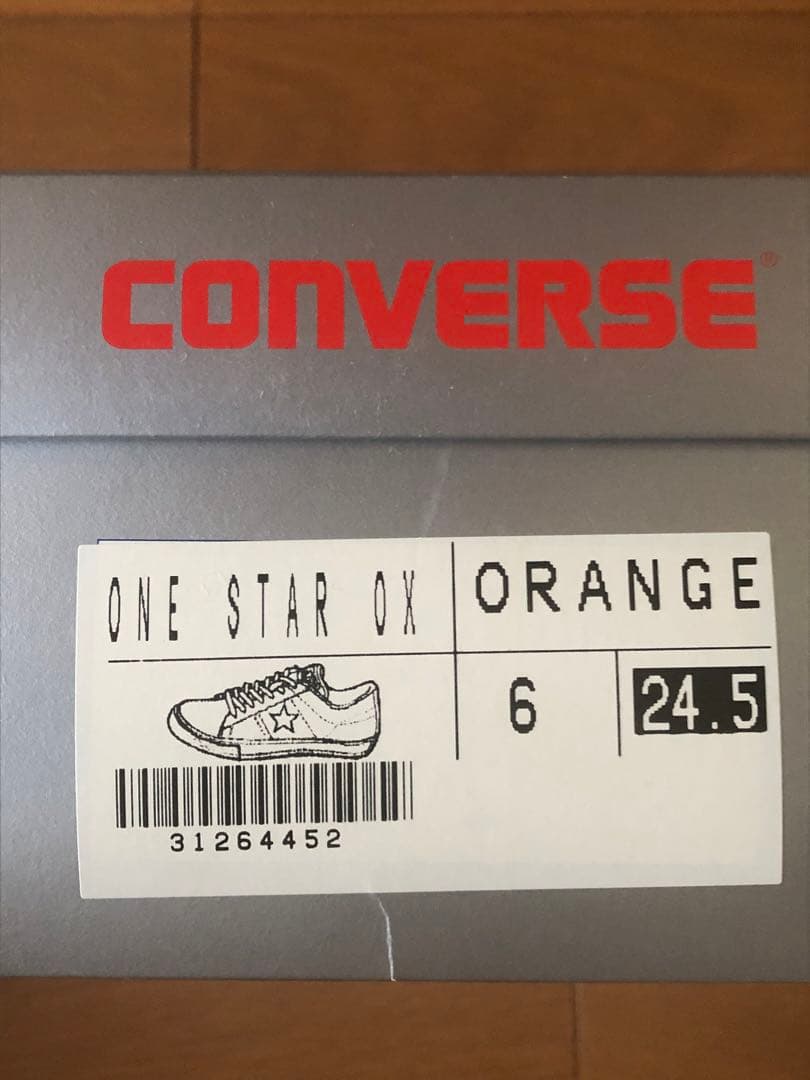 CONVERSE®
ONE STAR OX
ORANGE
6
24.5
31264452